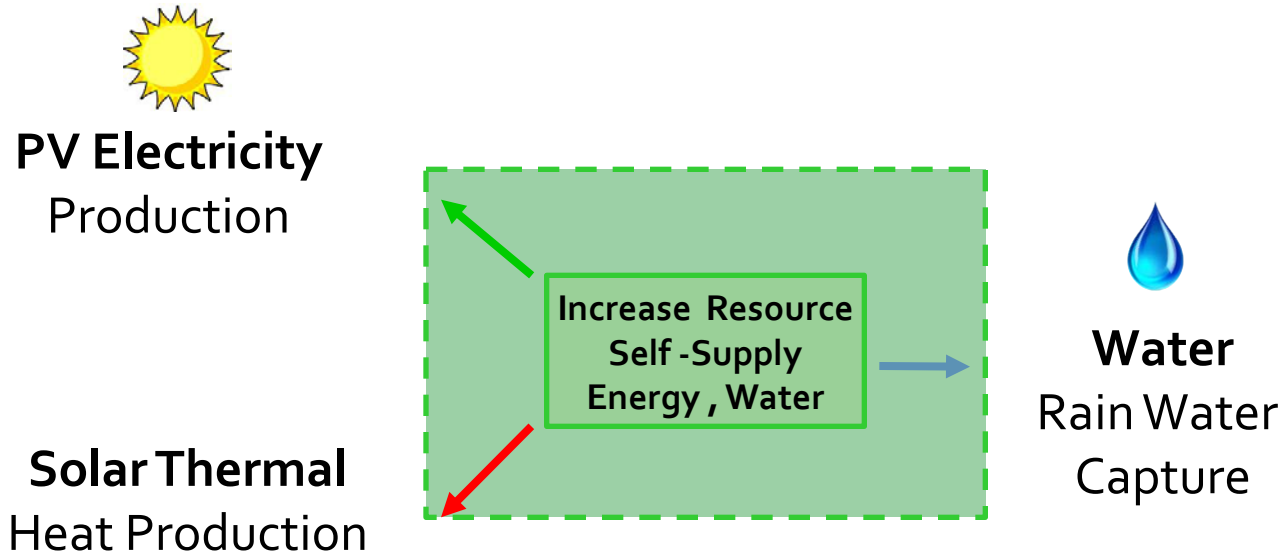 PV Electricity
Production
Increase Resource
Self -Supply
Energy , Water
Water
Rain Water
Capture
Solar Thermal
Heat Production